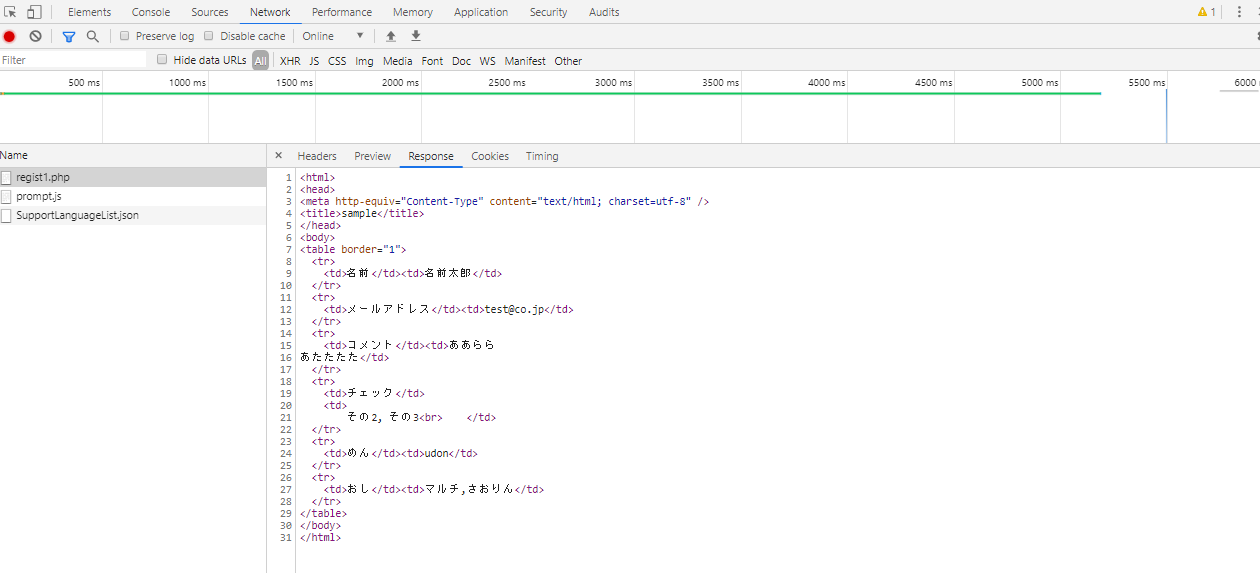 Elements Console Sources Network Performance Memory Application Security Audits 1
Preserve log Disable cache Online
Filter Hide data URLs All XHR JS CSS Img Media Font Doc WS Manifest Other
500 ms 1000 ms 1500 ms 2000 ms 2500 ms 3000 ms 3500 ms 4000 ms 4500 ms 5000 ms 5500 ms 6000
Name
regist1.php
prompt.js
SupportLanguageList.json
× Headers Preview Response Cookies Timing
1 <html>
2 <head>
3 <meta http-equiv="Content-Type" content="text/html; charset=utf-8" />
4 <title>sample</title>
5 </head>
6 <body>
7 <table border="1">
8 <tr>
9 <td>名前</td><td>名前太郎</td>
10 </tr>
11 <tr>
12 <td>メールアドレス</td><td>test@co.jp</td>
13 </tr>
14 <tr>
15 <td>コメント</td><td>ああらら
16 あたたたた</td>
17 </tr>
18 <tr>
19 <td>チェック</td>
20 <td>
21 その2, その3<br> </td>
22 </tr>
23 <tr>
24 <td>めん</td><td>udon</td>
25 </tr>
26 <tr>
27 <td>おし</td><td>マルチ,さおりん</td>
28 </tr>
29 </table>
30 </body>
31 </html>